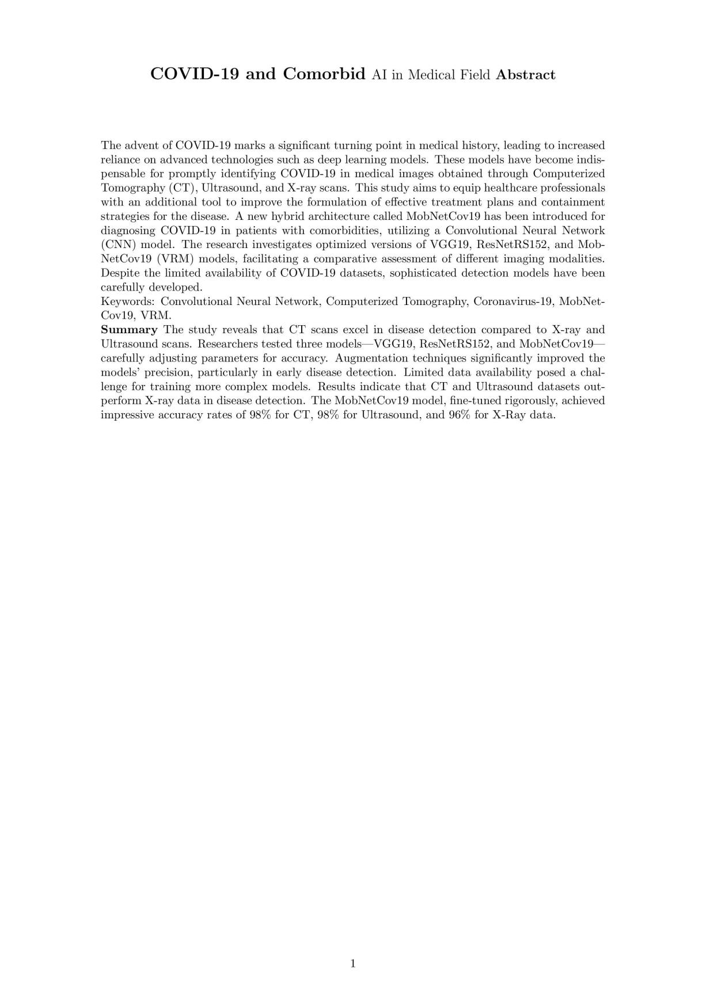 COVID-19 and Comorbid AI in Medical Field Abstract
The advent of COVID-19 marks a significant turning point in medical history, leading to increased
reliance on advanced technologies such as deep learning models. These models have become indis-
pensable for promptly identifying COVID-19 in medical images obtained through Computerized
Tomography (CT), Ultrasound, and X-ray scans. This study aims to equip healthcare professionals
with an additional tool to improve the formulation of effective treatment plans and containment
strategies for the disease. A new hybrid architecture called MobNetCov19 has been introduced for
diagnosing COVID-19 in patients with comorbidities, utilizing a Convolutional Neural Network
(CNN) model. The research investigates optimized versions of VGG19, ResNetRS152, and Mob-
NetCov19 (VRM) models, facilitating a comparative assessment of different imaging modalities.
Despite the limited availability of COVID-19 datasets, sophisticated detection models have been
carefully developed.
Keywords: Convolutional Neural Network, Computerized Tomography, Coronavirus-19, MobNet-
Cov19, VRM.
Summary The study reveals that CT scans excel in disease detection compared to X-ray and
Ultrasound scans. Researchers tested three models—VGG19, ResNetRS152, and MobNetCov19—
carefully adjusting parameters for accuracy. Augmentation techniques significantly improved the
models' precision, particularly in early disease detection. Limited data availability posed a chal-
lenge for training more complex models. Results indicate that CT and Ultrasound datasets out-
perform X-ray data in disease detection. The MobNetCov19 model, fine-tuned rigorously, achieved
impressive accuracy rates of 98% for CT, 98% for Ultrasound, and 96% for X-Ray data.
1